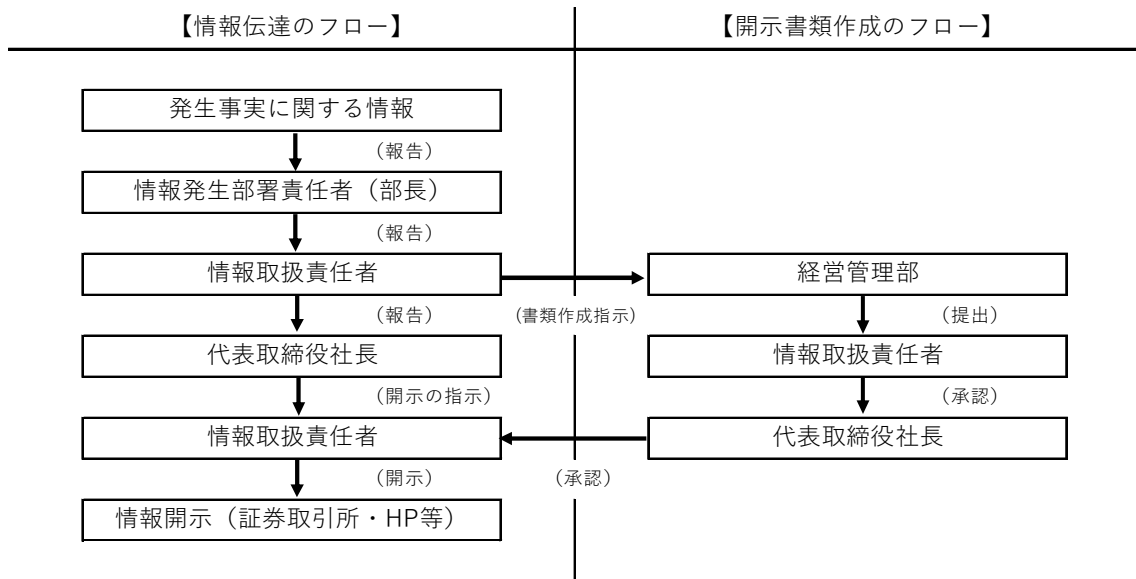 【情報伝達のフロー】
【開示書類作成のフロー】
発生事実に関する情報
（報告）
情報発生部署責任者（部長）
（報告）
情報取扱責任者
（書類作成指示）
経営管理部
（報告）
（提出）
代表取締役社長
情報取扱責任者
（開示の指示）
（承認）
情報取扱責任者
（承認）
代表取締役社長
（開示）
情報開示（証券取引所・HP等）